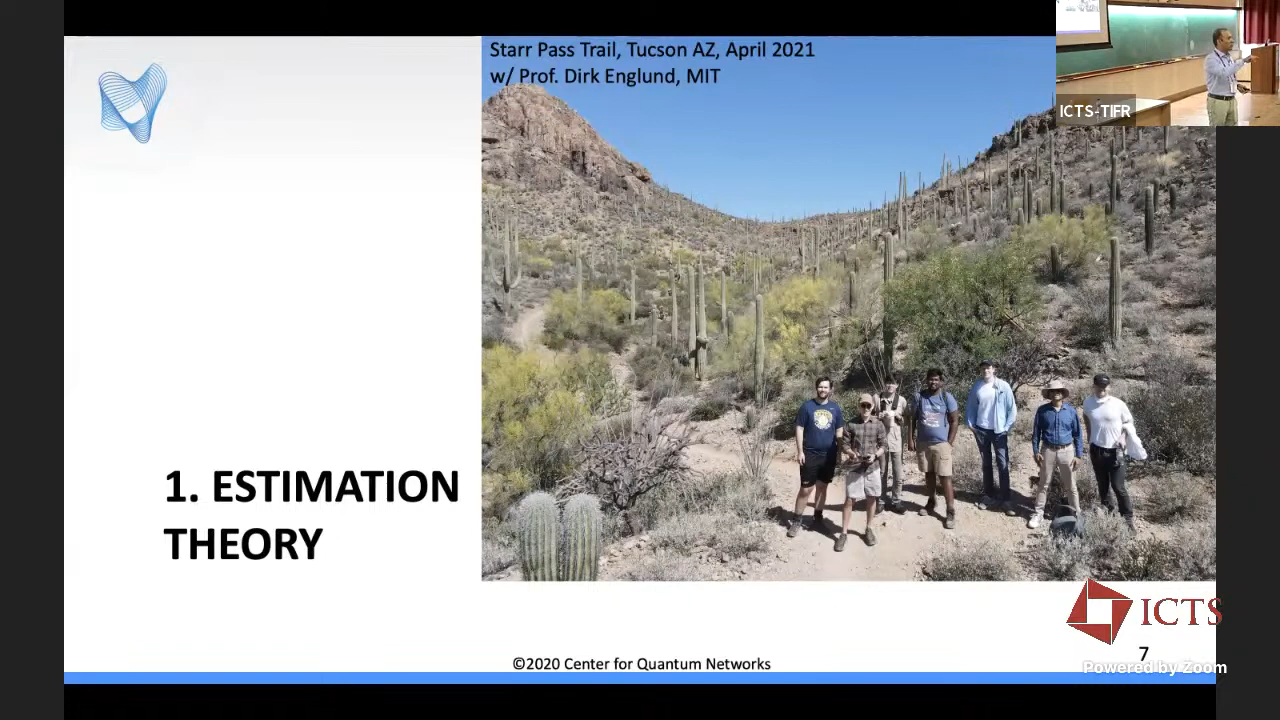 Starr Pass Trail, Tucson AZ, April 2021
w/ Prof. Dirk Englund, MIT
ICTS-TIFR
1. ESTIMATION
THEORY
ICTS
7
©2020 Center for Quantum Networks
Powered by Zoom